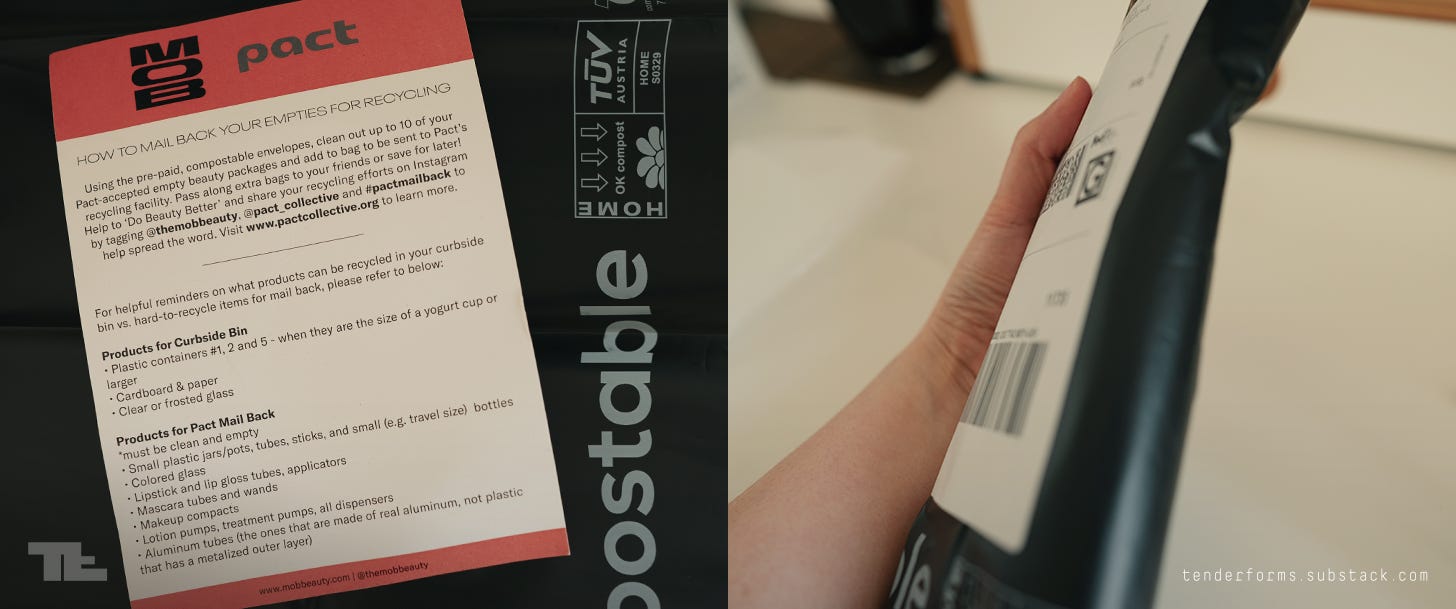 MOB
pact
HOW TO MAIL BACK YOUR EMPTIES FOR RECYCLING
Using the pre-paid, compostable envelopes, clean out up to 10 of your
Pact-accepted empty beauty packages and add to bag to be sent to Pact's
recycling facility. Pass along extra bags to your friends or save for later!
Help to 'Do Beauty Better' and share your recycling efforts on Instagram
by tagging @themobbeauty, @pact_collective and #pactmailback to
help spread the word. Visit www.pactcollective.org to learn more.
For helpful reminders on what products can be recycled in your curbside
bin vs. hard-to-recycle items for mail back, please refer to below:
Products for Curbside Bin
• Plastic containers #1, 2 and 5 - when they are the size of a yogurt cup or
larger
• Cardboard & paper
• Clear or frosted glass
Products for Pact Mail Back
*must be clean and empty
• Small plastic jars/pots, tubes, sticks, and small (e.g. travel size) bottles
• Colored glass
• Lipstick and lip gloss tubes, applicators
• Mascara tubes and wands
• Makeup compacts
• Lotion pumps, treatment pumps, all dispensers
• Aluminum tubes (the ones that are made of real aluminum, not plastic
that has a metalized outer layer)
www.mobbeauty.com | @themobbeauty
TÜV
AUSTRIA
HOME
S0329
OK compost
HOME
postable
TE
tenderforms.substack.com